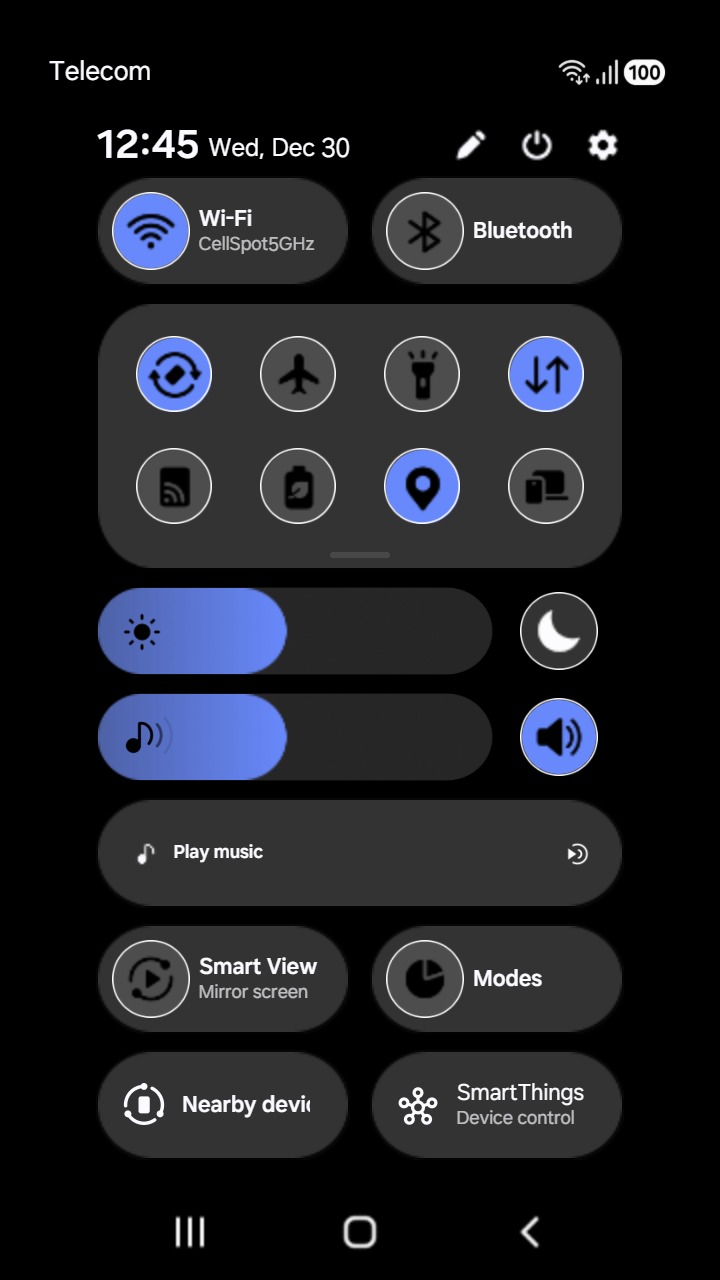 Telecom
100
12:45 Wed, Dec 30
Wi-Fi
CellSpot5GHz
Bluetooth
Play music
Smart View
Mirror screen
Modes
Nearby devi
SmartThings
Device control